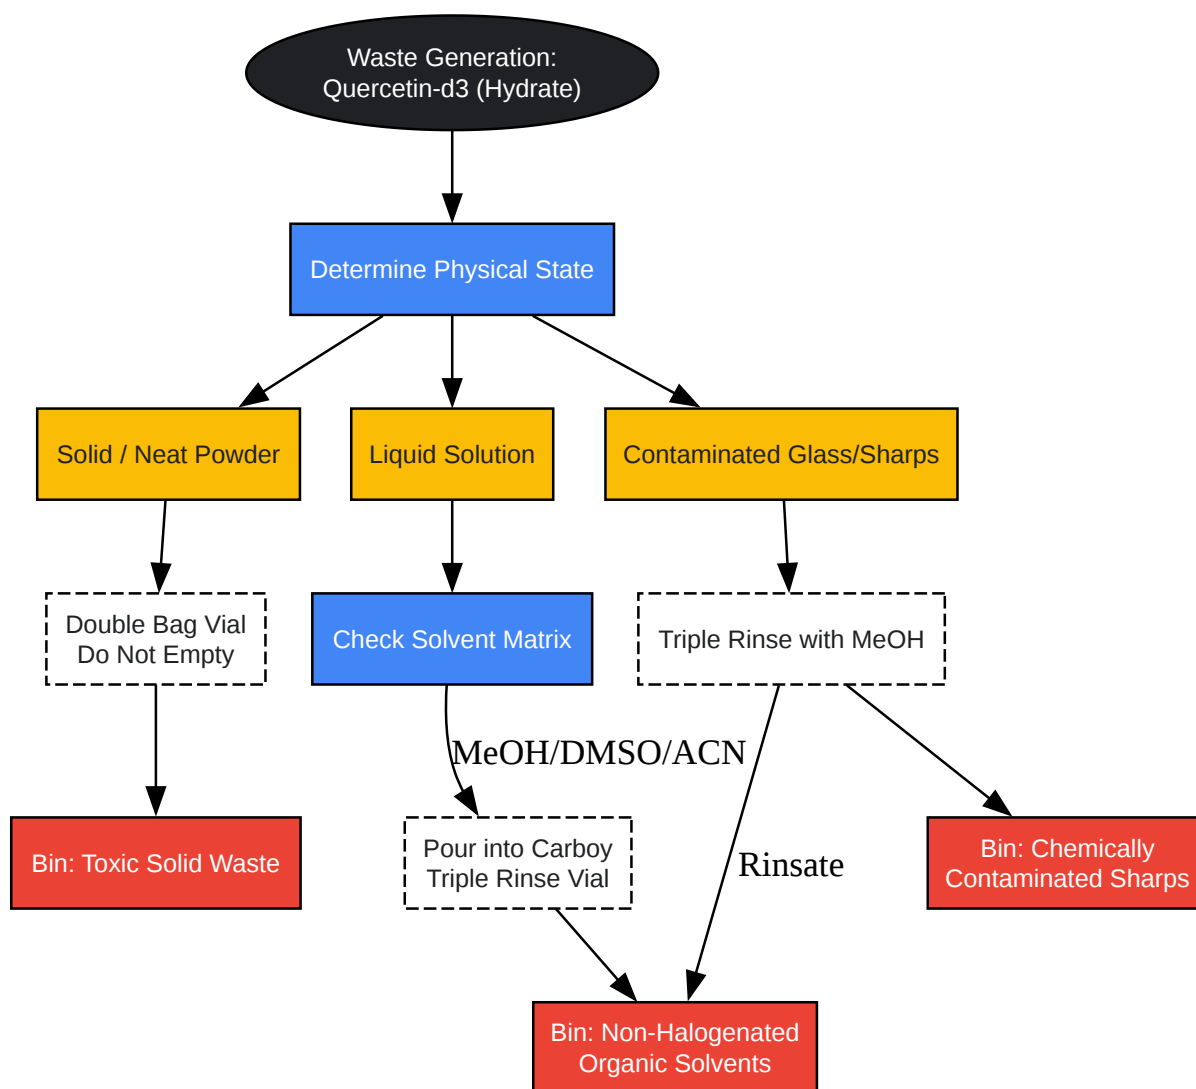 Waste Generation:
Quercetin-d3 (Hydrate)
Determine Physical State
Solid / Neat Powder
Liquid Solution
Contaminated Glass/Sharps
Double Bag Vial
Do Not Empty
Check Solvent Matrix
Triple Rinse with MeOH
MeOH/DMSO/ACN
Bin: Toxic Solid Waste
Pour into Carboy
Triple Rinse Vial
Rinsate
Bin: Chemically
Contaminated Sharps
Bin: Non-Halogenated
Organic Solvents